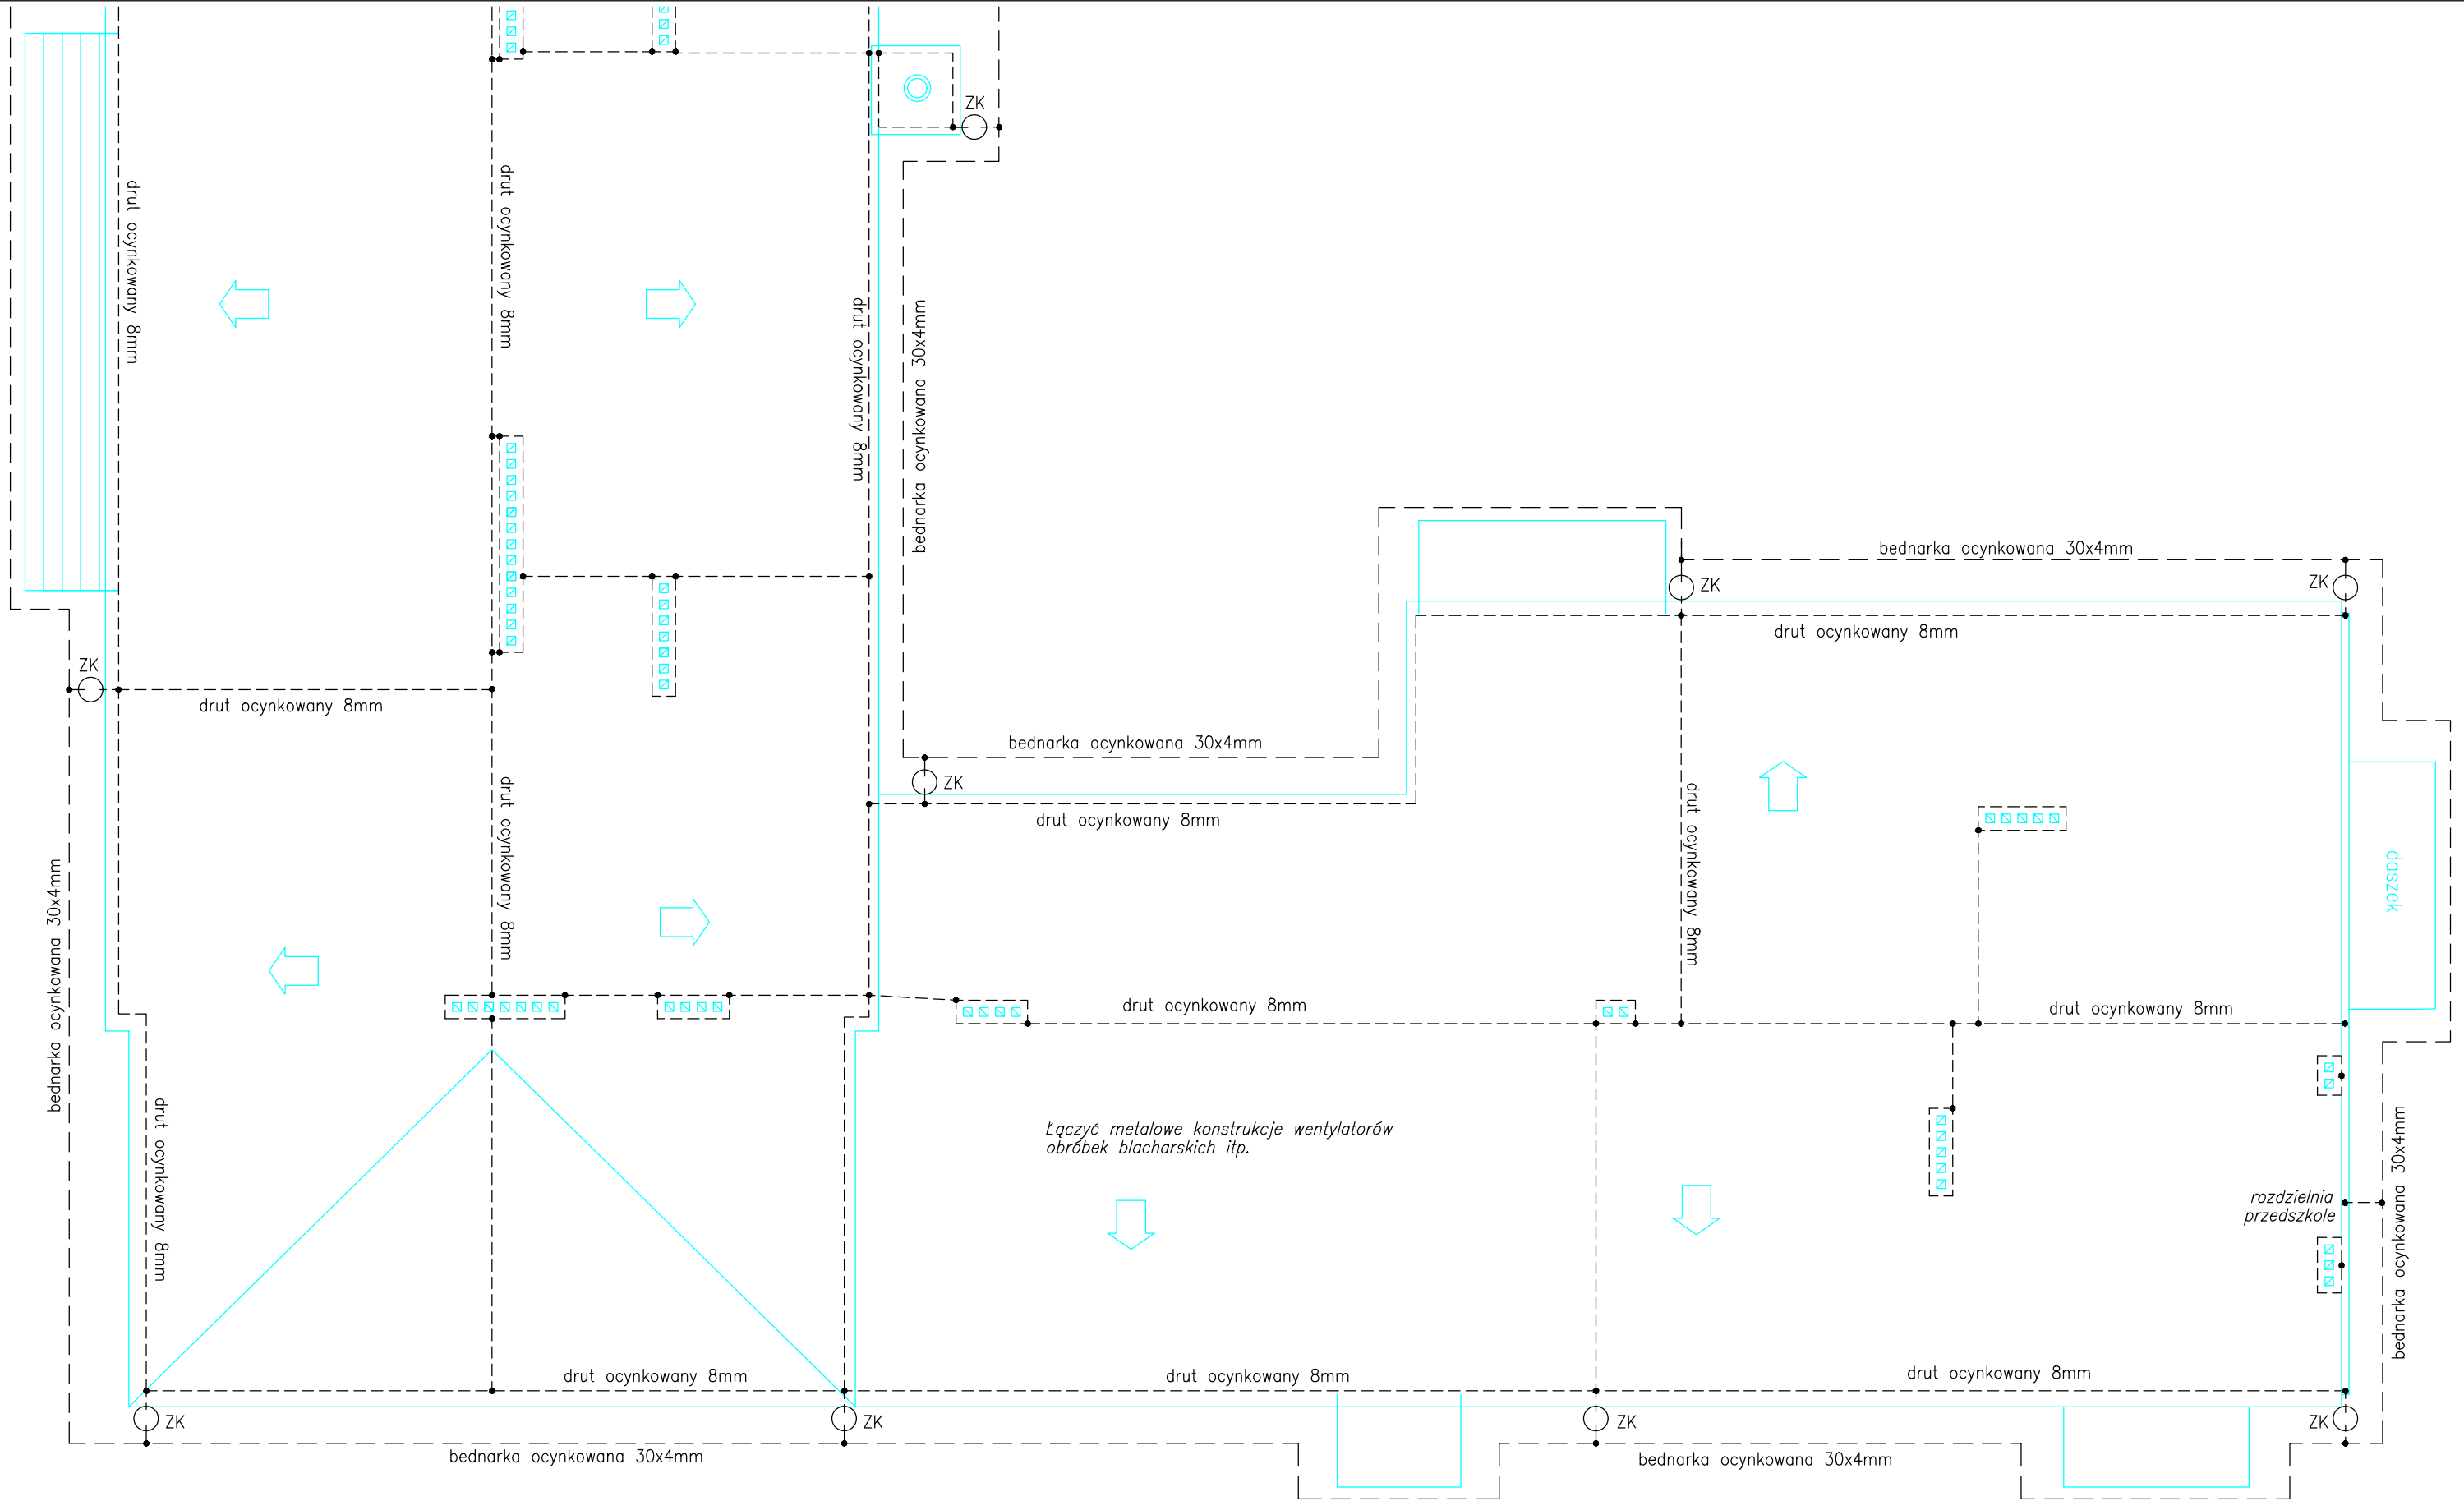 ZK
drut ocynkowany 8mm
drut ocynkowany 8mm
drut ocynkowany 8mm
bednarka ocynkowana 30x4mm
bednarka ocynkowana 30x4mm
ZK
ZK
drut ocynkowany 8mm
ZK
drut ocynkowany 8mm
bednarka ocynkowana 30x4mm
ZK
drut ocynkowany 8mm
drut ocynkowany 8mm
drut ocynkowany 8mm
daszek
bednarka ocynkowana 30x4mm
drut ocynkowany 8mm
drut ocynkowany 8mm
drut ocynkowany 8mm
Łączyć metalowe konstrukcje wentylatorów
obróbek blacharskich itp.
rozdzielnia
przedszkole
bednarka ocynkowana 30x4mm
drut ocynkowany 8mm
drut ocynkowany 8mm
drut ocynkowany 8mm
ZK
ZK
ZK
ZK
bednarka ocynkowana 30x4mm
bednarka ocynkowana 30x4mm